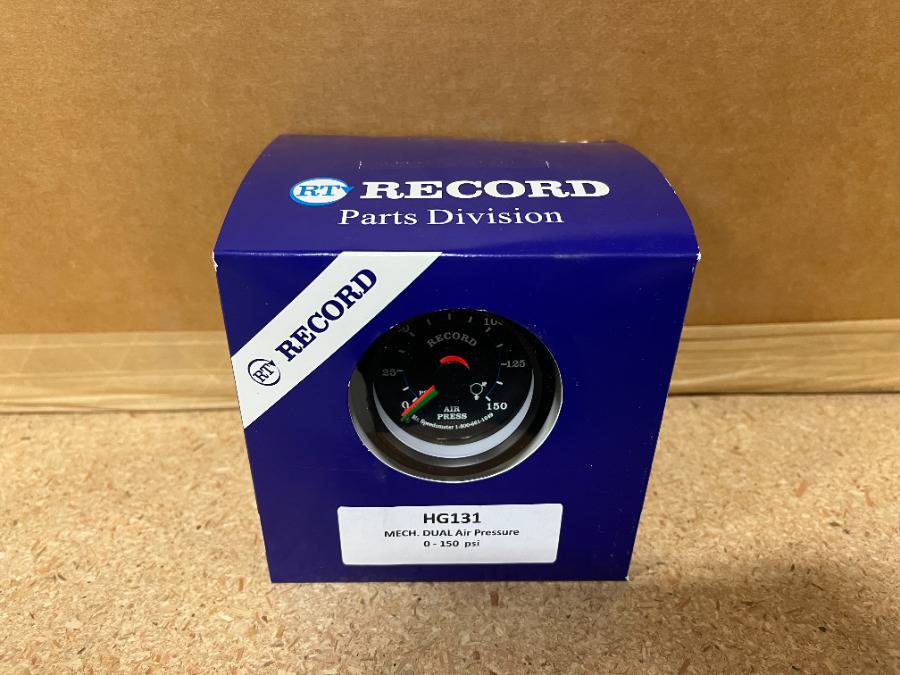 RT RECORD
Parts Division
RT RECORD
10
RECORD
25
125
0
150
AIR
PRESS
HG131
MECH. DUAL Air Pressure
0 - 150 psi